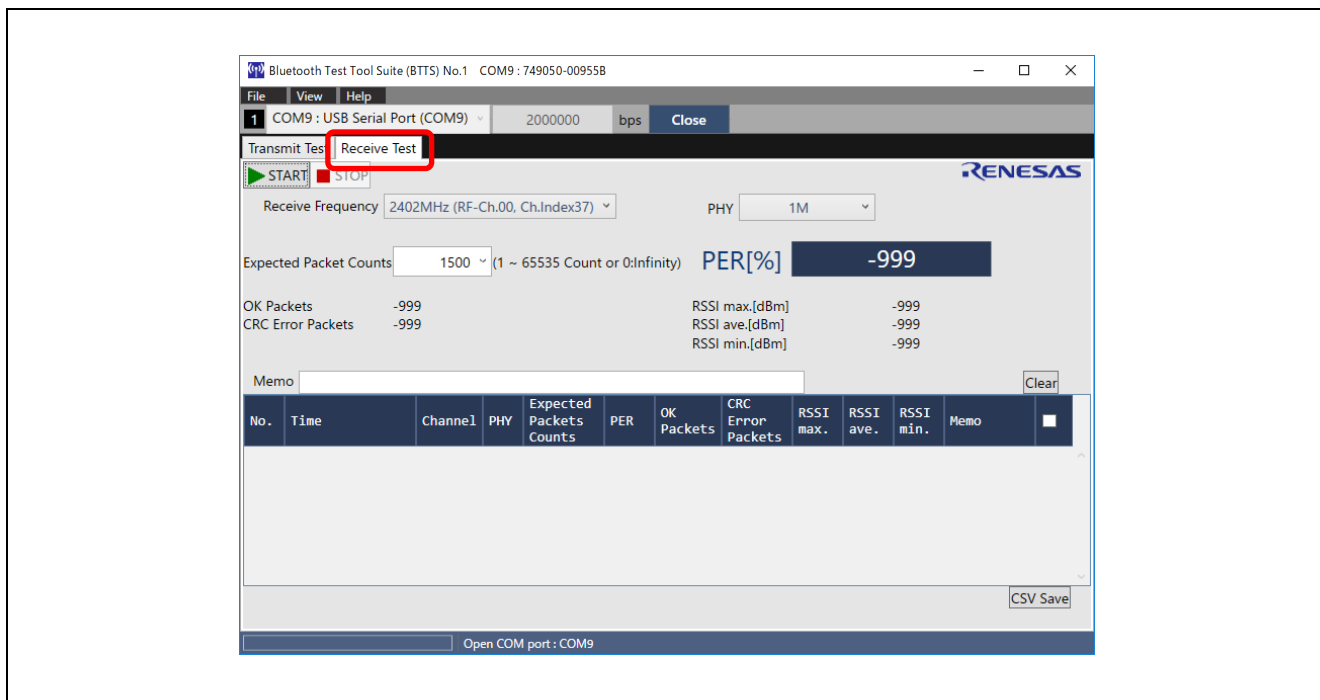 Bluetooth Test Tool Suite (BTTS) No.1 COM9 : 749050-00955B
File View Help
1 COM9 : USB Serial Port (COM9) 2000000 bps Close
Transmit Test Receive Test
START STOP RENESAS
Receive Frequency 2402MHz (RF-Ch.00, Ch.Index37) PHY 1M
Expected Packet Counts 1500 (1 ~ 65535 Count or 0:Infinity) PER[%] -999
OK Packets -999 RSSI max.[dBm] -999
CRC Error Packets -999 RSSI ave.[dBm] -999
RSSI min.[dBm] -999
Memo Clear
No. Time Channel PHY Expected Packets Counts PER OK Packets CRC Error Packets RSSI max. RSSI ave. RSSI min. Memo
CSV Save
Open COM port : COM9